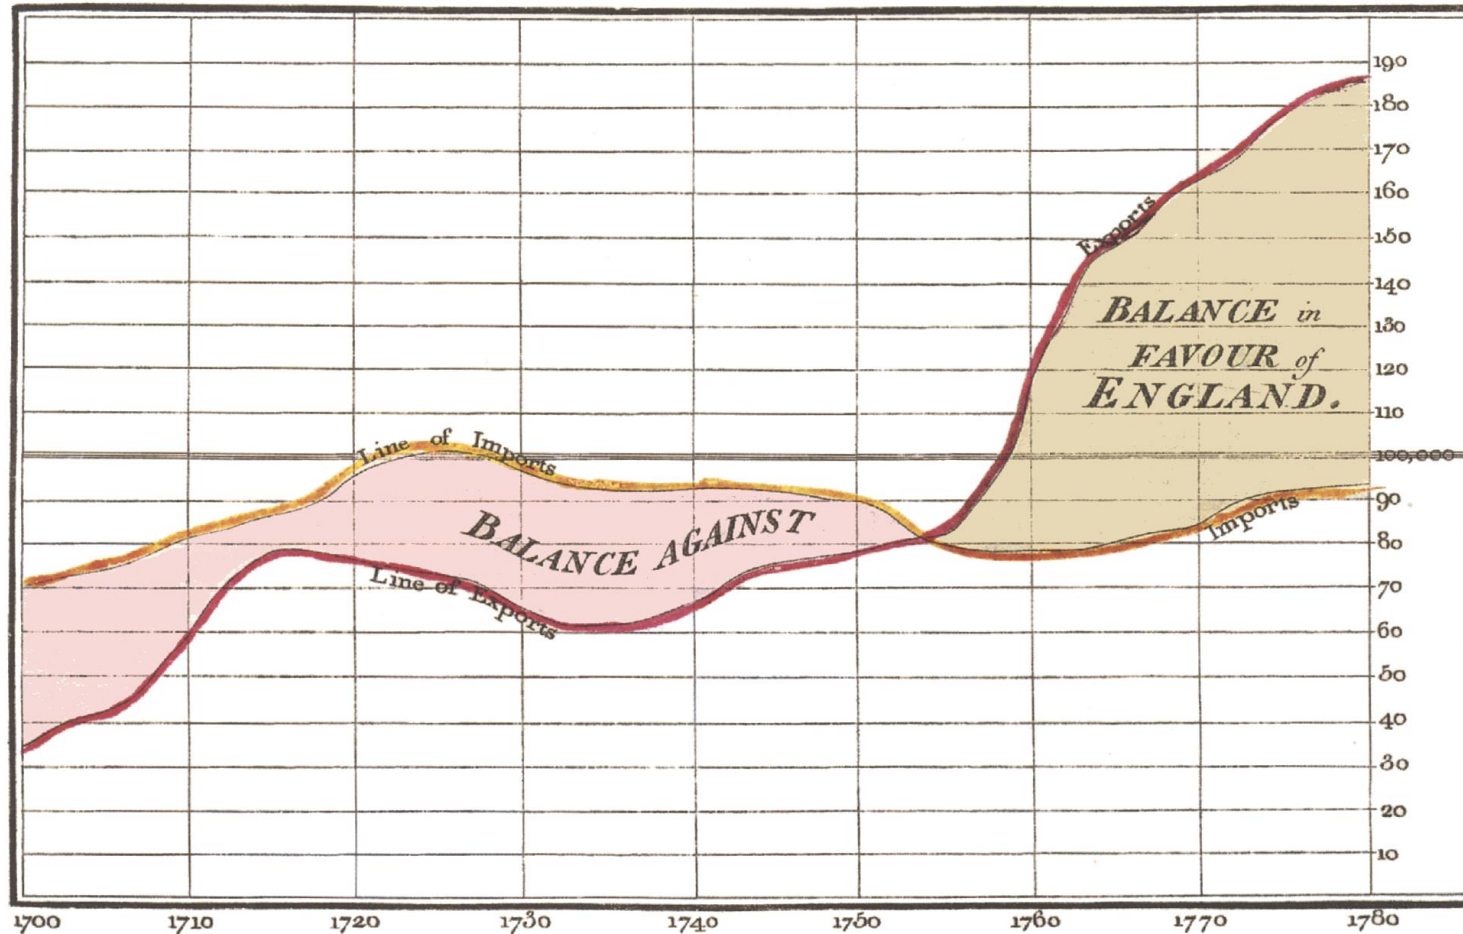 190
180
170
160
Exports
150
140
BALANCE in
130
FAVOUR of
120
ENGLAND.
110
Line of Imports
100,000
90
Imports
BALANCE AGAINST
80
70
Line of Exports
60
50
40
30
20
10
1700 1710 1720 1730 1740 1750 1760 1770 1780